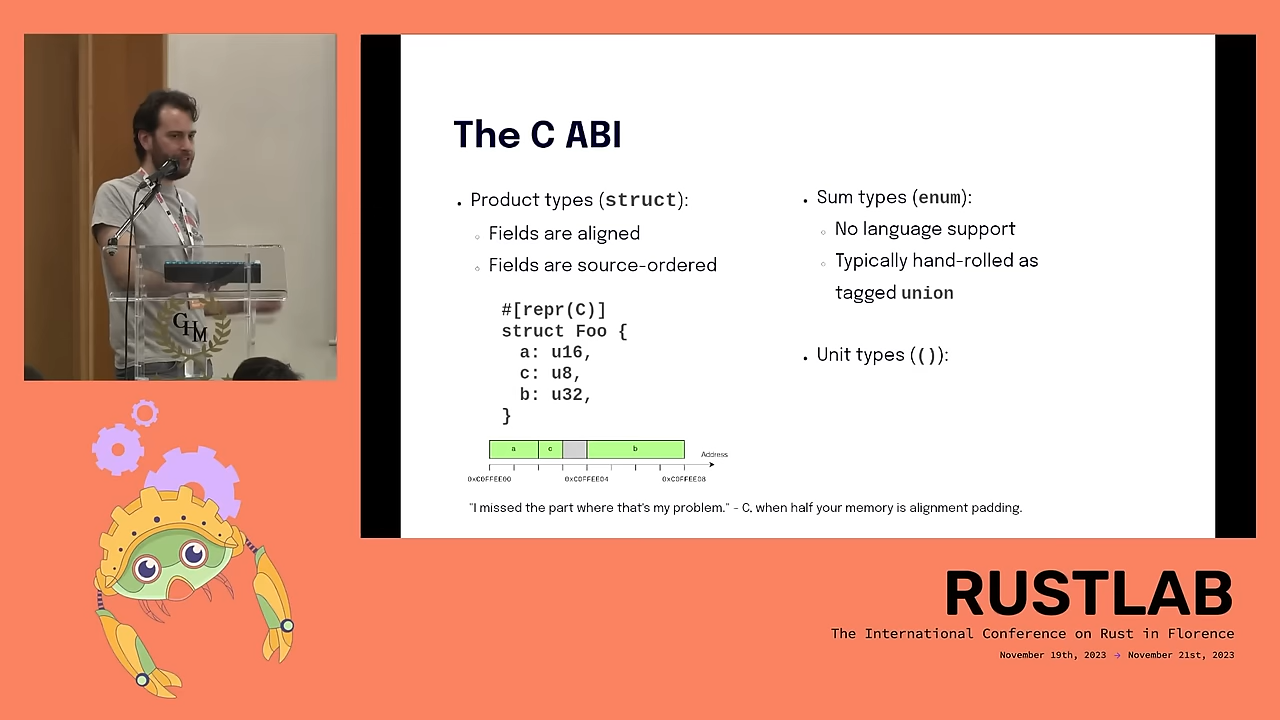 The C ABI
• Product types (struct):
◦ Fields are aligned
◦ Fields are source-ordered
#[repr(C)]
struct Foo {
a: u16,
c: u8,
b: u32,
}
a c b
Address
0xC0FFEE00 0xC0FFEE04 0xC0FFEE08
• Sum types (enum):
◦ No language support
◦ Typically hand-rolled as
tagged union
• Unit types (()):
"I missed the part where that's my problem." - C, when half your memory is alignment padding.
GHM
RUSTLAB
The International Conference on Rust in Florence
November 19th, 2023 → November 21st, 2023